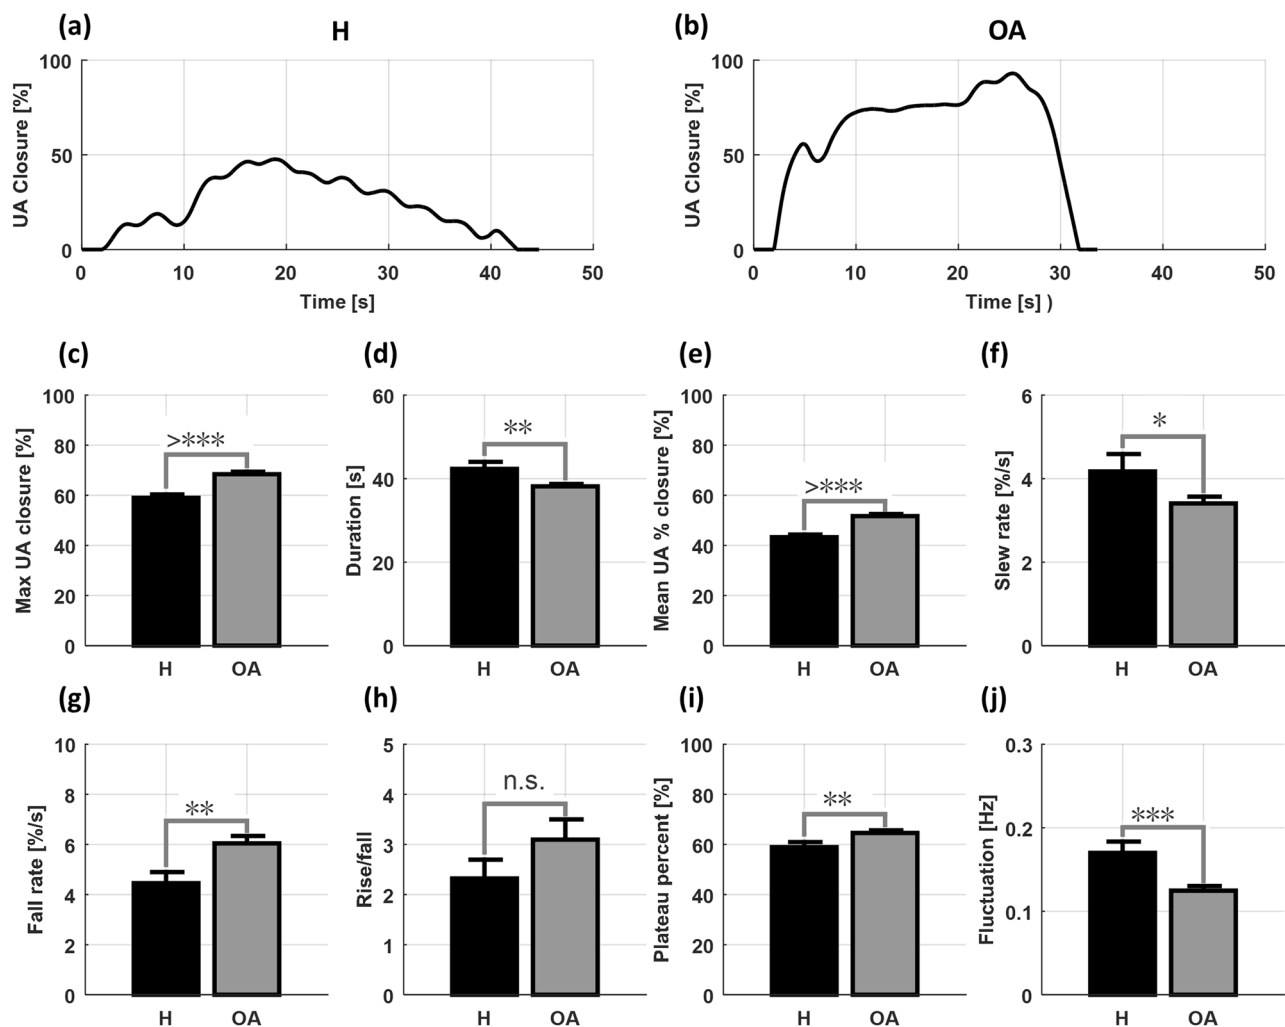 (a) H (b) OA
UA Closure [%]
100
50
0
0 10 20 30 40 50
Time [s]
UA Closure [%]
100
50
0
0 10 20 30 40 50
Time [s] )
(c)
Max UA closure [%]
100
80
60
40
20
0
>***
H OA
(d)
Duration [s]
60
40
20
0
**
H OA
(e)
Mean UA % closure [%]
100
80
60
40
20
0
>***
H OA
(f)
Slew rate [%/s]
6
4
2
0
*
H OA
(g)
Fall rate [%/s]
10
8
6
4
2
0
**
H OA
(h)
Rise/fall
5
4
3
2
1
0
n.s.
H OA
(i)
Plateau percent [%]
100
80
60
40
20
0
**
H OA
(j)
Fluctuation [Hz]
0.3
0.2
0.1
0
***
H OA